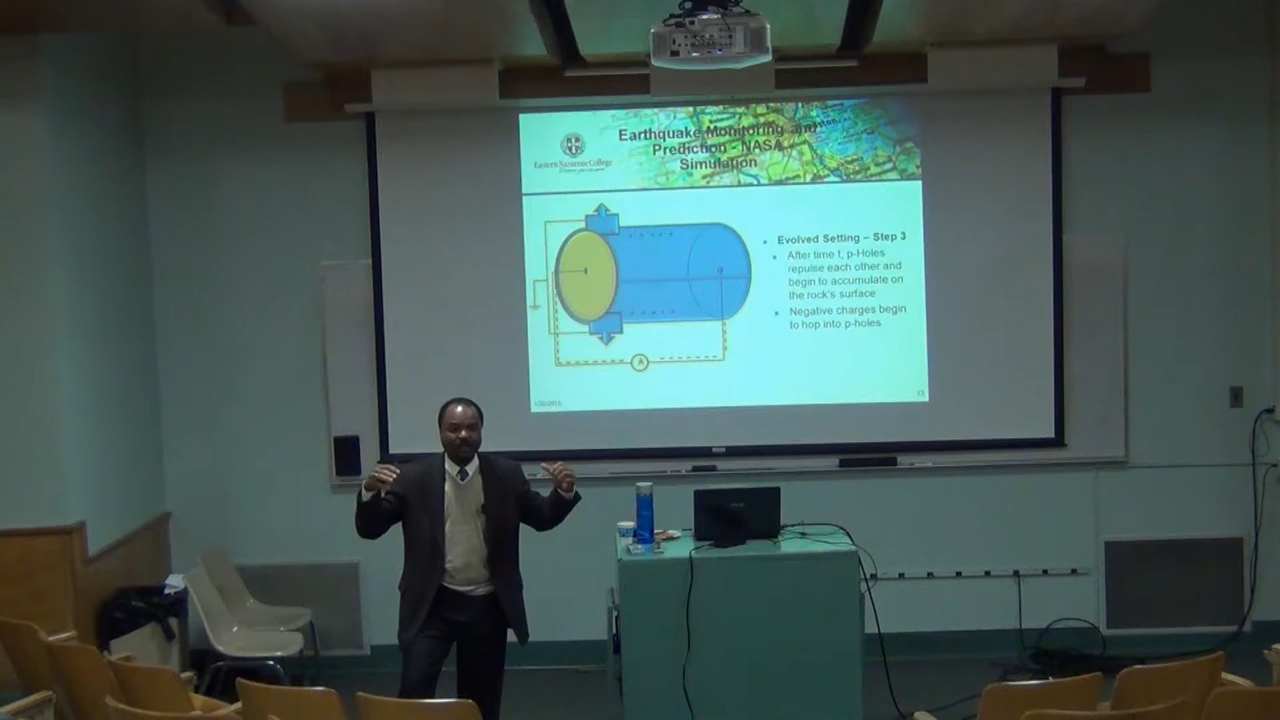 Earthquake Monitoring and
Prediction - NASA
Simulation
Eastern Nazarene College
Evolved Setting – Step 3
After time t, p-Holes
repulse each other and
begin to accumulate on
the rock's surface
Negative charges begin
to hop into p-holes
A
13